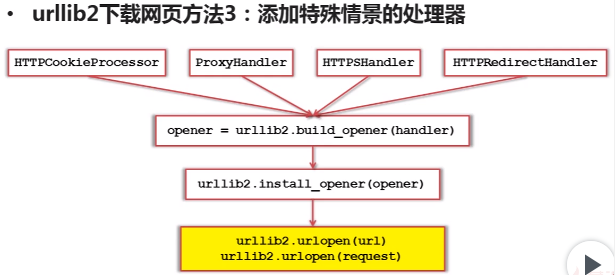 • urllib2下载网页方法3：添加特殊情景的处理器
HTTPCookieProcessor ProxyHandler HTTPSHandler HTTPRedirectHandler
opener = urllib2.build_opener(handler)
urllib2.install_opener(opener)
urllib2.urlopen(url)
urllib2.urlopen(request)